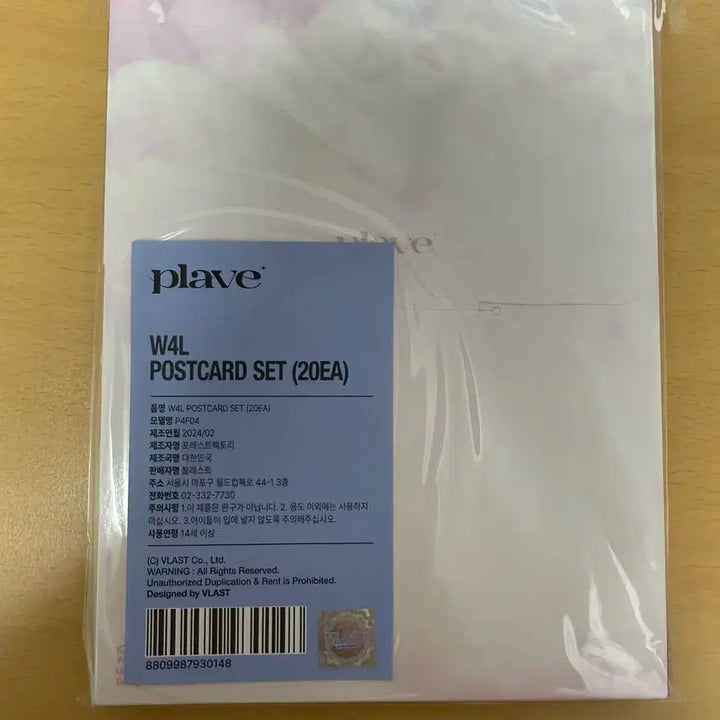 plave
plave
W4L
POSTCARD SET (20EA)
품명 W4L POSTCARD SET (20EA)
모델명 P4F04
제조연월 2024/02
제조자명 포레스트팩토리
제조국명 대한민국
판매자명 블래스트
주소 서울시 마포구 월드컵북로 44-1 3층
전화번호 02-332-7730
주의사항 1.이 제품은 완구가 아닙니다. 2. 용도 이외에는 사용하지
마십시오. 3.아이들이 입에 넣지 않도록 주의해주십시오.
사용연령 14세 이상
(C) VLAST Co., Ltd.
WARNING : All Rights Reserved.
Unauthorized Duplication & Rent is Prohibited.
Designed by VLAST
8809987930148